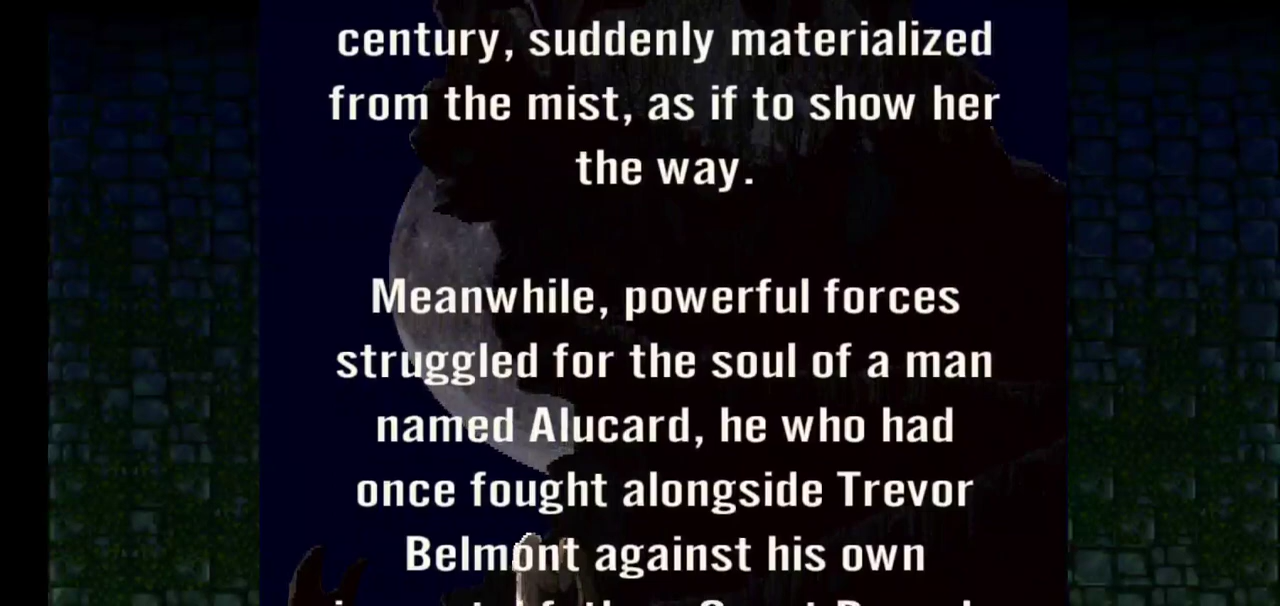 century, suddenly materialized
from the mist, as if to show her
the way.
Meanwhile, powerful forces
struggled for the soul of a man
named Alucard, he who had
once fought alongside Trevor
Belmont against his own